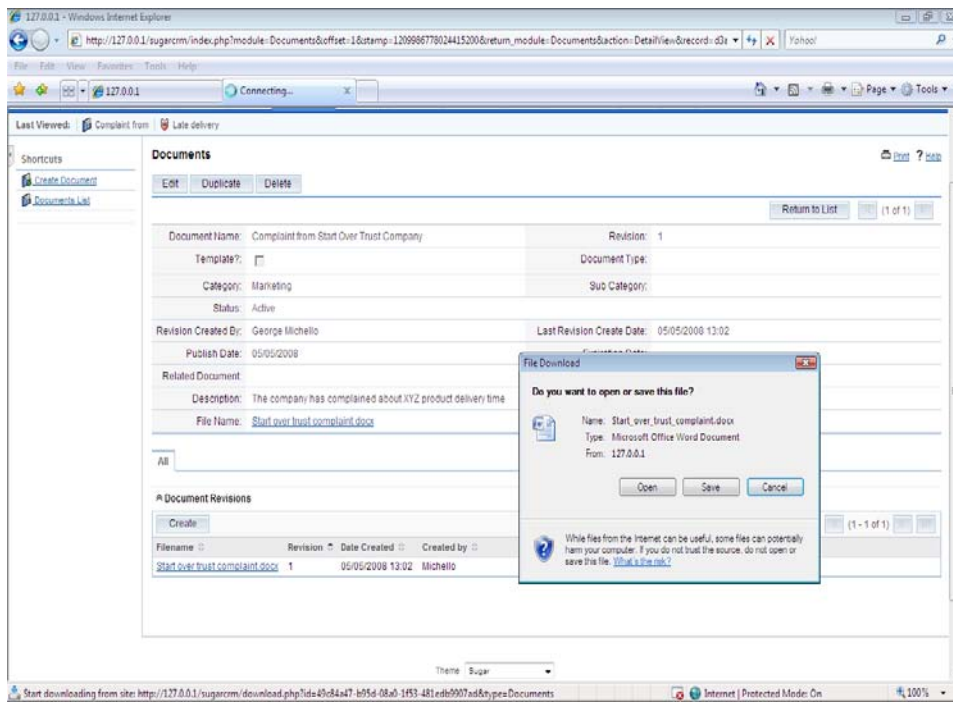 127.0.0.1 - Windows Internet Explorer
http://127.0.0.1/sugarcrm/index.php?module=Documents&offset=1&stamp=1209986778024415200&return_module=Documents&action=DetailView&record=d3a
Yahoo!
File Edit View Favorites Tools Help
127.0.0.1 Connecting... Page Tools
Last Viewed: Complaint from Late delivery
Shortcuts
Create Document
Documents List
Documents Print ? Help
Edit Duplicate Delete
Return to List (1 of 1)
Document Name: Complaint from Start Over Trust Company Revision: 1
Template?: Document Type:
Category: Marketing Sub Category:
Status: Active
Revision Created By: George Michello Last Revision Create Date: 05/05/2008 13:02
Publish Date: 05/05/2008
Related Document:
Description: The company has complained about XYZ product delivery time
File Name: Start over trust complaint.docx
File Download
Do you want to open or save this file?
Name: Start_over_trust_complaint.docx
Type: Microsoft Office Word Document
From: 127.0.0.1
Open Save Cancel
While files from the Internet can be useful, some files can potentially
harm your computer. If you do not trust the source, do not open or
save this file. What's the risk?
All
Document Revisions
Create (1 - 1 of 1)
Filename Revision Date Created Created by
Start over trust complaint.docx 1 05/05/2008 13:02 Michello
Theme Sugar
Start downloading from site: http://127.0.0.1/sugarcrm/download.php?id=49c84a47-b95d-08a0-1f53-481edb9907ad&type=Documents Internet | Protected Mode: On 100%